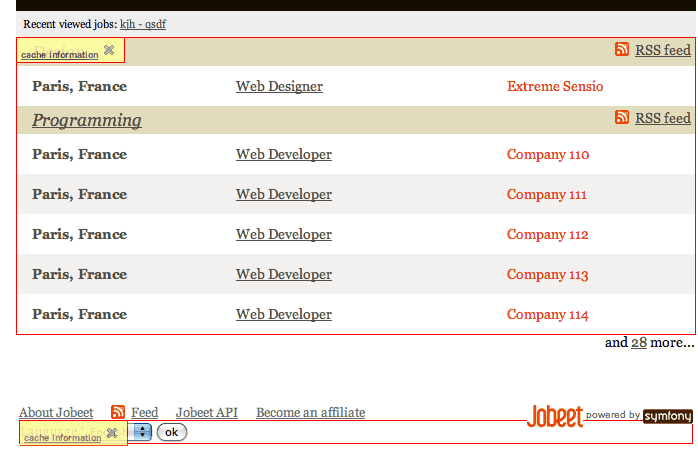 Recent viewed jobs: kjh - qsdf
cache information RSS feed
Paris, France Web Designer Extreme Sensio
Programming RSS feed
Paris, France Web Developer Company 110
Paris, France Web Developer Company 111
Paris, France Web Developer Company 112
Paris, France Web Developer Company 113
Paris, France Web Developer Company 114
and 28 more...
About Jobeet Feed Jobeet API Become an affiliate Jobeet powered by symfony
cache information ok